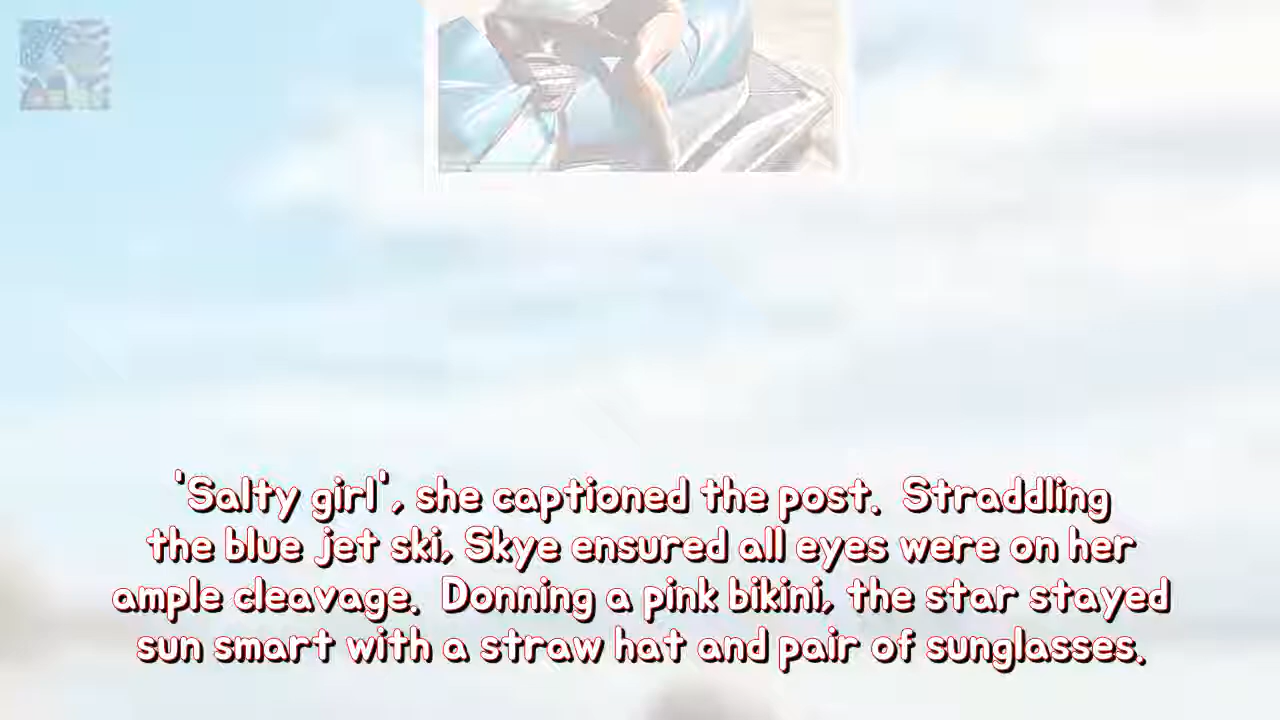 'Salty girl', she captioned the post.  Straddling
the blue jet ski, Skye ensured all eyes were on her
ample cleavage.  Donning a pink bikini, the star stayed
sun smart with a straw hat and pair of sunglasses.